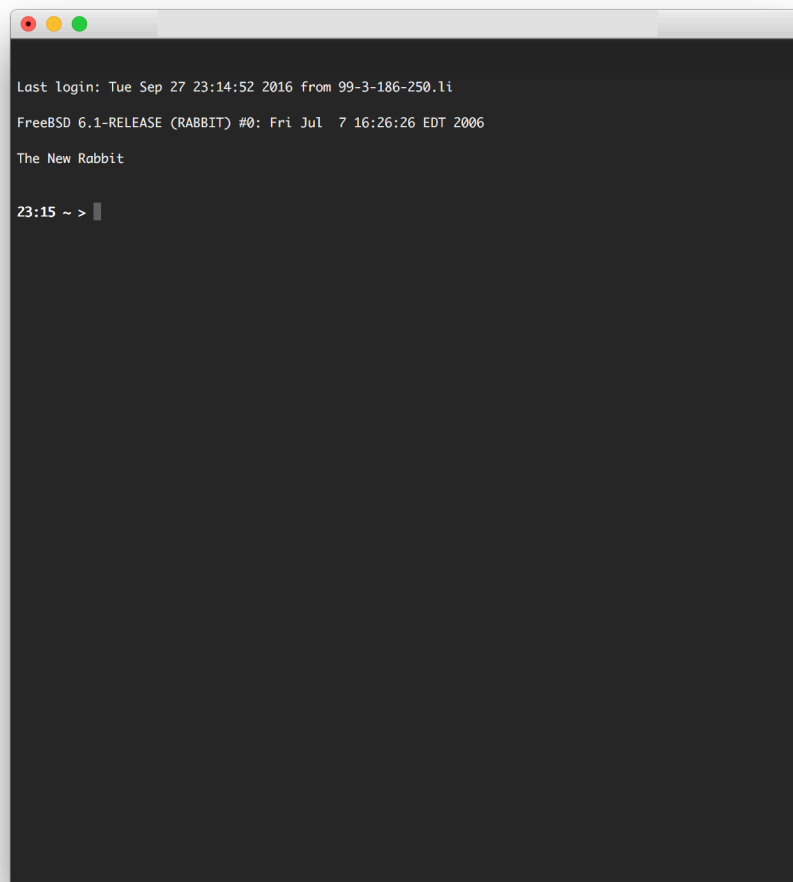 Last login: Tue Sep 27 23:14:52 2016 from 99-3-186-250.li
FreeBSD 6.1-RELEASE (RABBIT) #0: Fri Jul  7 16:26:26 EDT 2006
The New Rabbit
23:15 ~ >